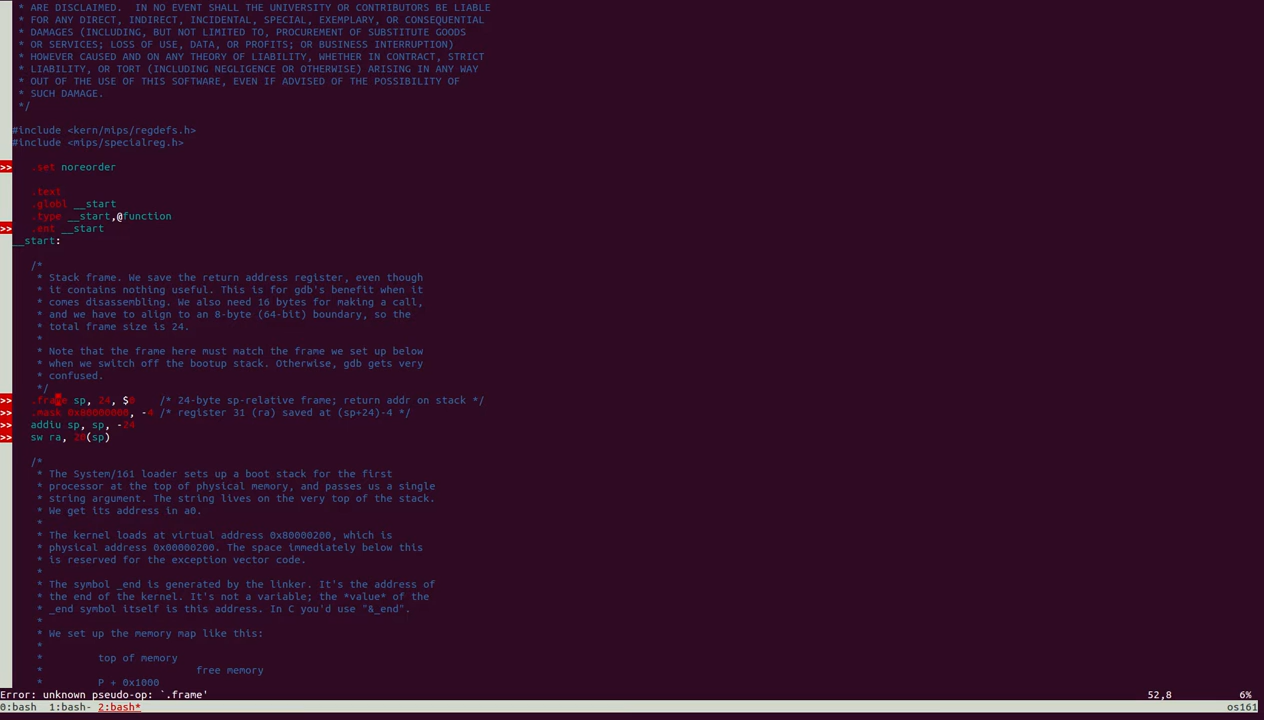 * ARE DISCLAIMED.  IN NO EVENT SHALL THE UNIVERSITY OR CONTRIBUTORS BE LIABLE
* FOR ANY DIRECT, INDIRECT, INCIDENTAL, SPECIAL, EXEMPLARY, OR CONSEQUENTIAL
* DAMAGES (INCLUDING, BUT NOT LIMITED TO, PROCUREMENT OF SUBSTITUTE GOODS
* OR SERVICES; LOSS OF USE, DATA, OR PROFITS; OR BUSINESS INTERRUPTION)
* HOWEVER CAUSED AND ON ANY THEORY OF LIABILITY, WHETHER IN CONTRACT, STRICT
* LIABILITY, OR TORT (INCLUDING NEGLIGENCE OR OTHERWISE) ARISING IN ANY WAY
* OUT OF THE USE OF THIS SOFTWARE, EVEN IF ADVISED OF THE POSSIBILITY OF
* SUCH DAMAGE.
*/
#include <kern/mips/regdefs.h>
#include <mips/specialreg.h>
>> .set noreorder
.text
.globl __start
.type __start,@function
>> .ent __start
__start:
/*
* Stack frame. We save the return address register, even though
* it contains nothing useful. This is for gdb's benefit when it
* comes disassembling. We also need 16 bytes for making a call,
* and we have to align to an 8-byte (64-bit) boundary, so the
* total frame size is 24.
*
* Note that the frame here must match the frame we set up below
* when we switch off the bootup stack. Otherwise, gdb gets very
* confused.
*/
>> .frame sp, 24, $0    /* 24-byte sp-relative frame; return addr on stack */
>> .mask 0x80000000, -4 /* register 31 (ra) saved at (sp+24)-4 */
>> addiu sp, sp, -24
>> sw ra, 20(sp)
/*
* The System/161 loader sets up a boot stack for the first
* processor at the top of physical memory, and passes us a single
* string argument. The string lives on the very top of the stack.
* We get its address in a0.
*
* The kernel loads at virtual address 0x80000200, which is
* physical address 0x00000200. The space immediately below this
* is reserved for the exception vector code.
*
* The symbol _end is generated by the linker. It's the address of
* the end of the kernel. It's not a variable; the *value* of the
* _end symbol itself is this address. In C you'd use "&_end".
*
* We set up the memory map like this:
*
*         top of memory
*                         free memory
*         P + 0x1000
Error: unknown pseudo-op: `.frame' 52,8 6%
0:bash  1:bash- 2:bash* os161